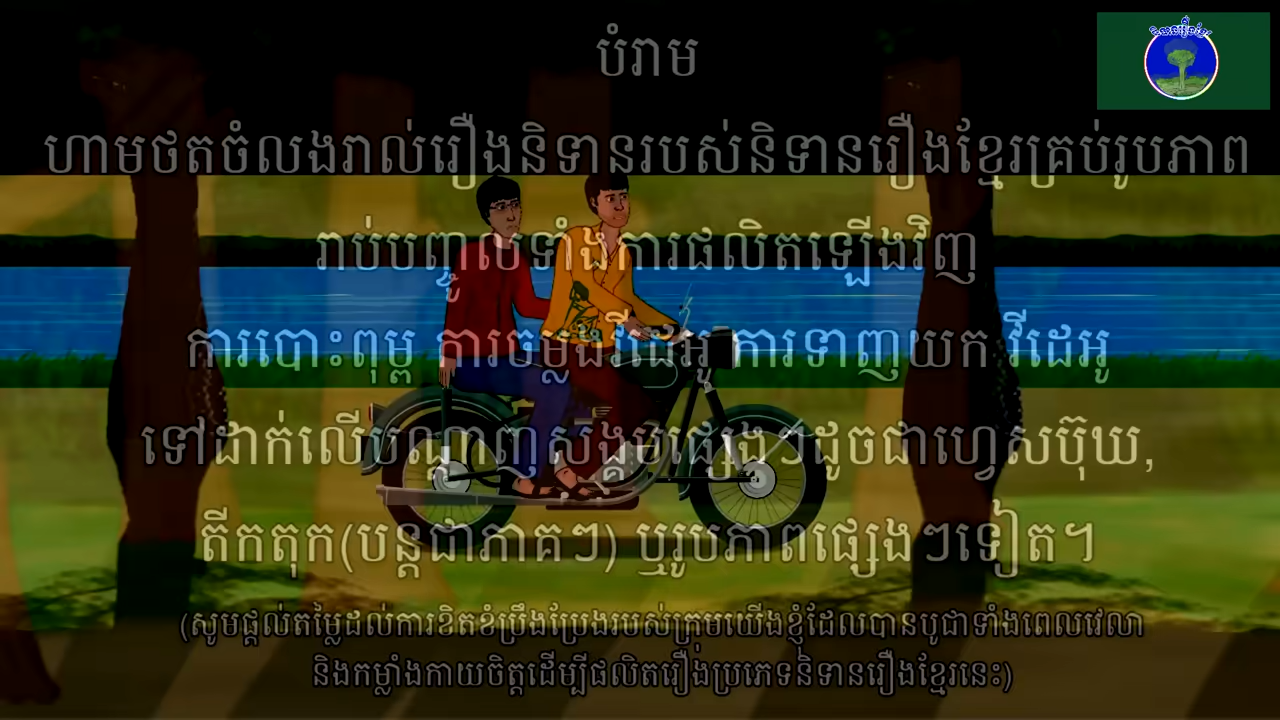 បំរាម
ហាមថតចំលងរាល់រឿងនិទានរបស់និទានរឿងខ្មែរគ្រប់រូបភាព
រាប់បញ្ចូលទាំងការផលិតឡើងវិញ
ការបោះពុម្ព ការចម្លងវីដេអូ ការទាញយក វីដេអូ
ទៅដាក់លើបណ្តាញសង្គមផ្សេងៗដូចជាហ្វេសប៊ុយ,
តីកតុក(បន្តជាភាគៗ) ឬរូបភាពផ្សេងៗទៀត។
(សូមផ្តល់តម្លៃដល់ការខិតខំប្រឹងប្រែងរបស់ក្រុមយើងខ្ញុំដែលបានបូជាទាំងពេលវេលា
និងកម្លាំងកាយចិត្តដើម្បីផលិតរឿងប្រភេទនិទានរឿងខ្មែរនេះ)